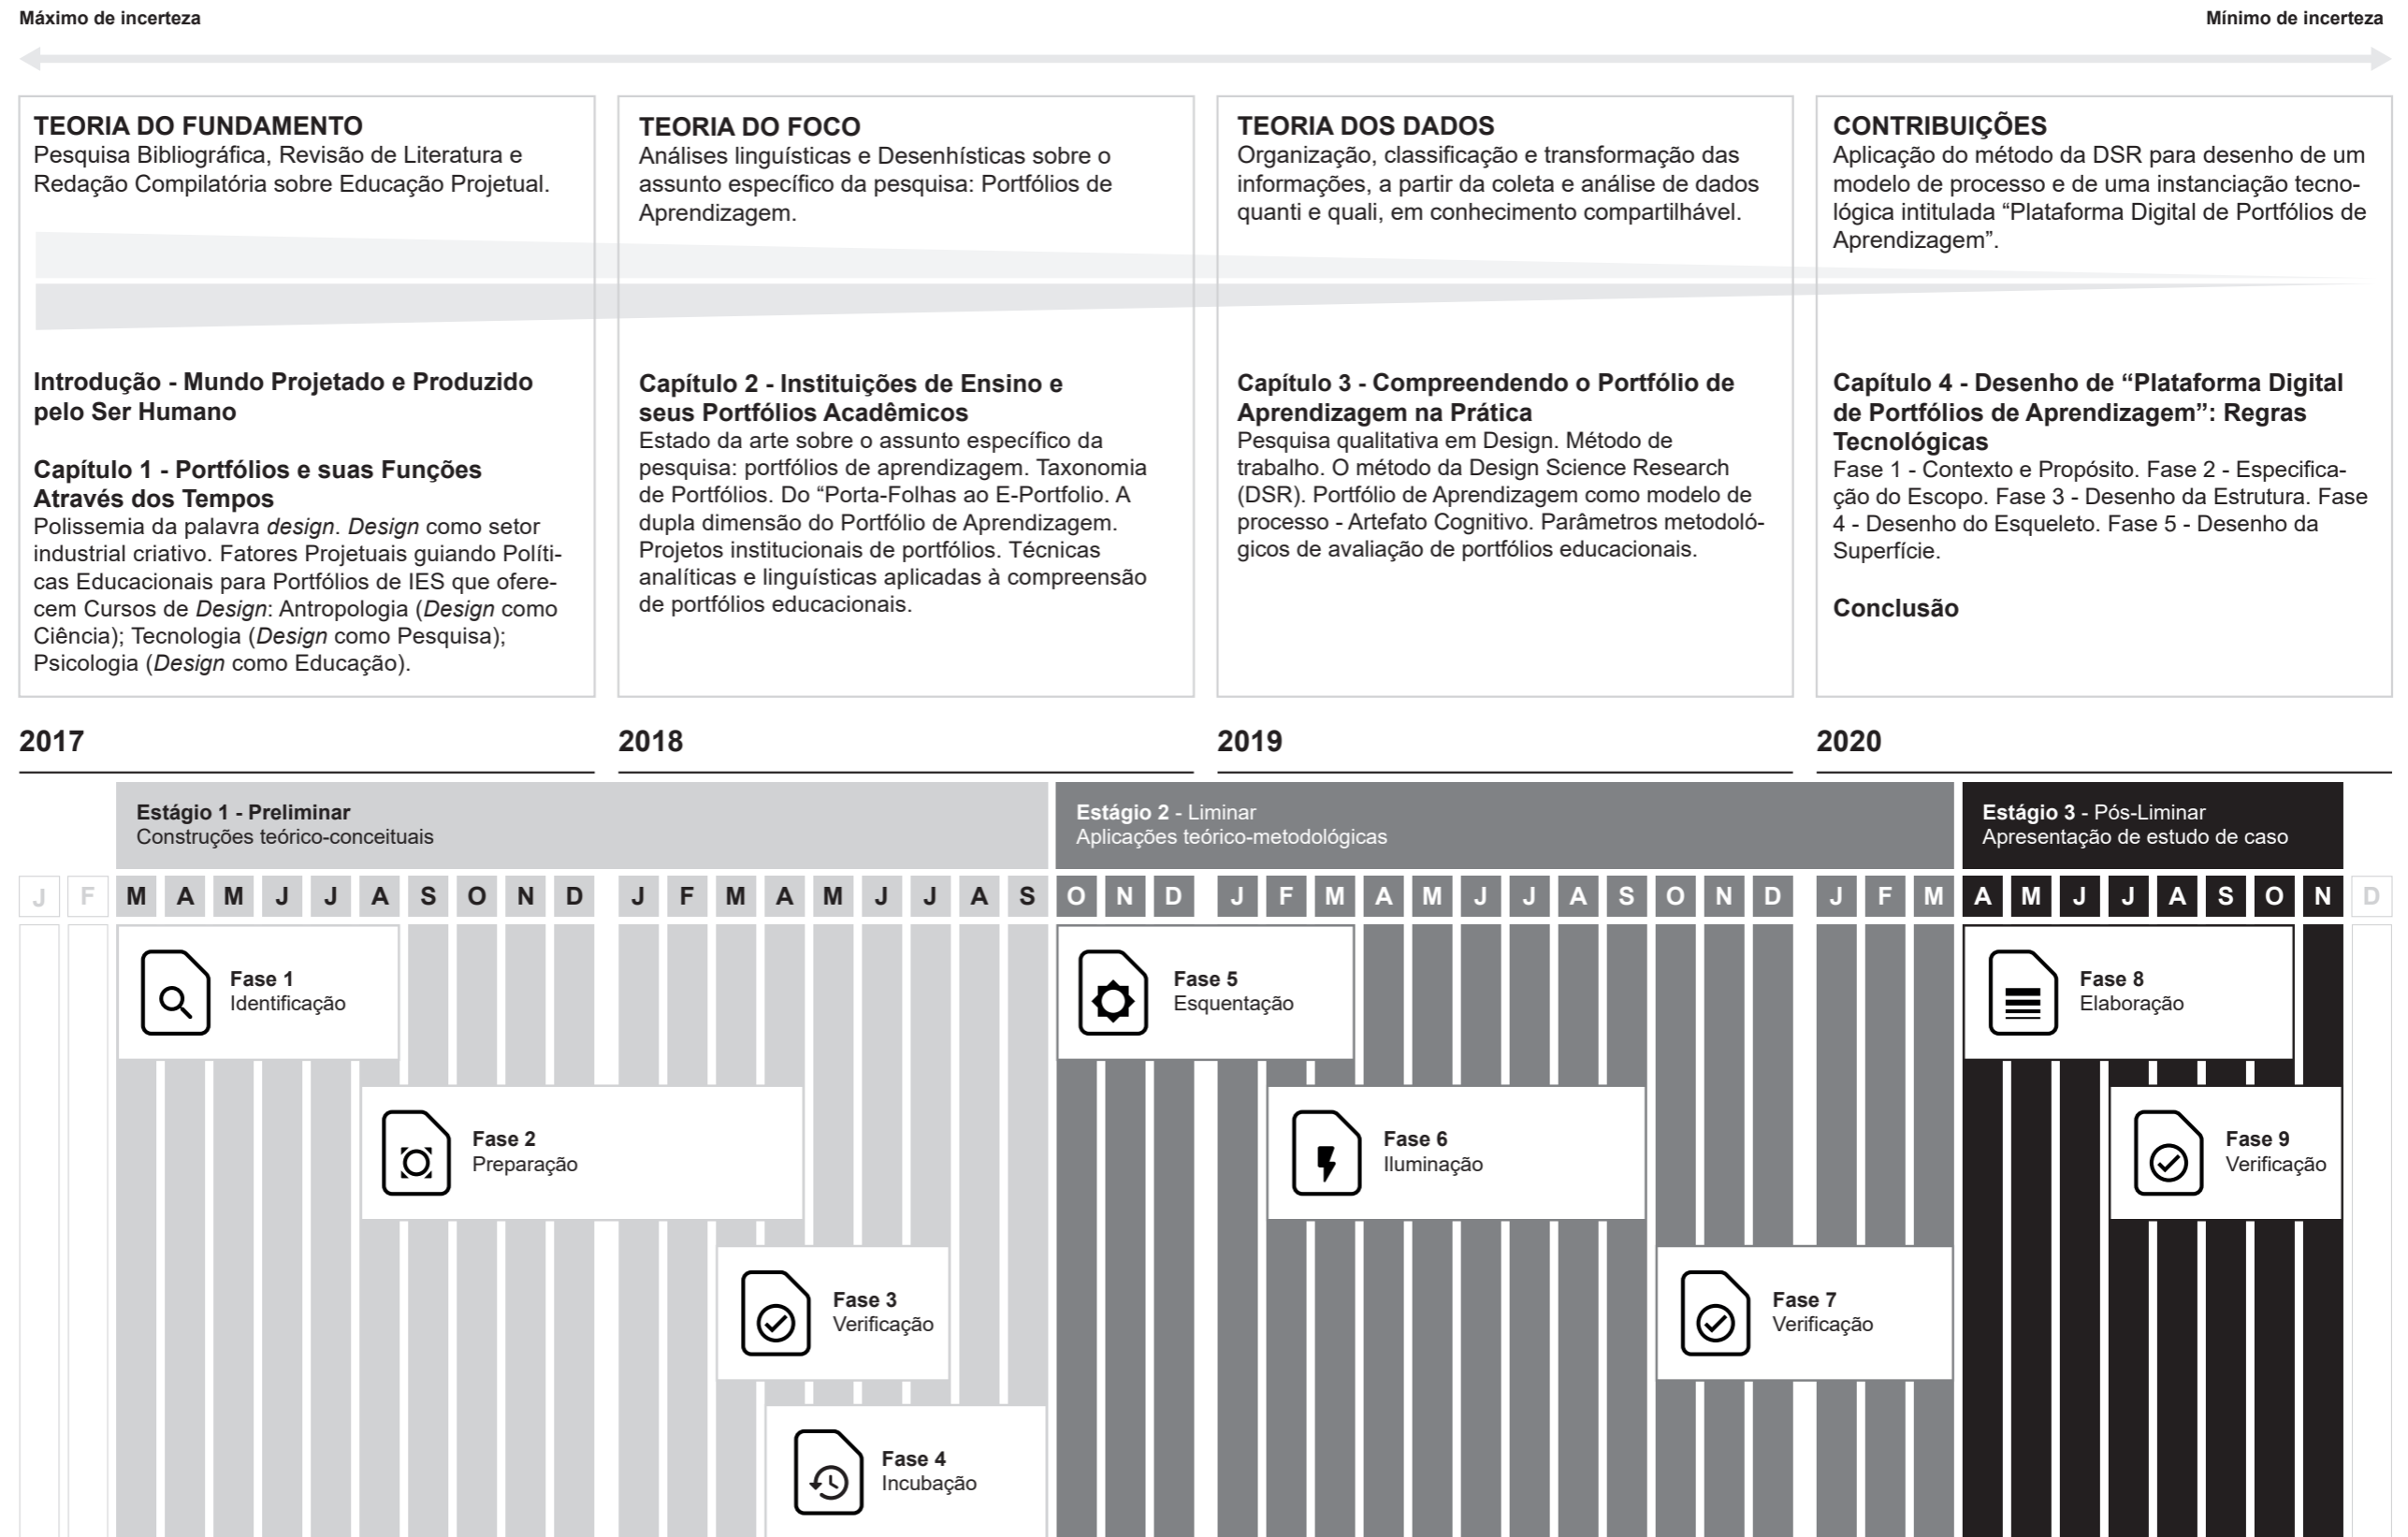 Máximo de incerteza
Mínimo de incerteza
TEORIA DO FUNDAMENTO
Pesquisa Bibliográfica, Revisão de Literatura e
Redação Compilatória sobre Educação Projetual.
Introdução - Mundo Projetado e Produzido
pelo Ser Humano
Capítulo 1 - Portfólios e suas Funções
Através dos Tempos
Polissemia da palavra design. Design como setor
industrial criativo. Fatores Projetuais guiando Políti-
cas Educacionais para Portfólios de IES que ofere-
cem Cursos de Design: Antropologia (Design como
Ciência); Tecnologia (Design como Pesquisa);
Psicologia (Design como Educação).
TEORIA DO FOCO
Análises linguísticas e Desenhísticas sobre o
assunto específico da pesquisa: Portfólios de
Aprendizagem.
Capítulo 2 - Instituições de Ensino e
seus Portfólios Acadêmicos
Estado da arte sobre o assunto específico da
pesquisa: portfólios de aprendizagem. Taxonomia
de Portfólios. Do “Porta-Folhas ao E-Portfolio. A
dupla dimensão do Portfólio de Aprendizagem.
Projetos institucionais de portfólios. Técnicas
analíticas e linguísticas aplicadas à compreensão
de portfólios educacionais.
TEORIA DOS DADOS
Organização, classificação e transformação das
informações, a partir da coleta e análise de dados
quanti e quali, em conhecimento compartilhável.
Capítulo 3 - Compreendendo o Portfólio de
Aprendizagem na Prática
Pesquisa qualitativa em Design. Método de
trabalho. O método da Design Science Research
(DSR). Portfólio de Aprendizagem como modelo de
processo - Artefato Cognitivo. Parâmetros metodoló-
gicos de avaliação de portfólios educacionais.
CONTRIBUIÇÕES
Aplicação do método da DSR para desenho de um
modelo de processo e de uma instanciação tecno-
lógica intitulada “Plataforma Digital de Portfólios de
Aprendizagem”.
Capítulo 4 - Desenho de “Plataforma Digital
de Portfólios de Aprendizagem”: Regras
Tecnológicas
Fase 1 - Contexto e Propósito. Fase 2 - Especifica-
ção do Escopo. Fase 3 - Desenho da Estrutura. Fase
4 - Desenho do Esqueleto. Fase 5 - Desenho da
Superfície.
Conclusão
2017
2018
2019
2020
Estágio 1 - Preliminar
Construções teórico-conceituais
Estágio 2 - Liminar
Aplicações teórico-metodológicas
Estágio 3 - Pós-Liminar
Apresentação de estudo de caso
J F M A M J J A S O N D J F M A M J J A S O N D J F M A M J J A S O N D J F M A M J J A S O N D
Fase 1
Identificação
Fase 5
Esquentação
Fase 8
Elaboração
Fase 2
Preparação
Fase 6
Iluminação
Fase 9
Verificação
Fase 3
Verificação
Fase 7
Verificação
Fase 4
Incubação